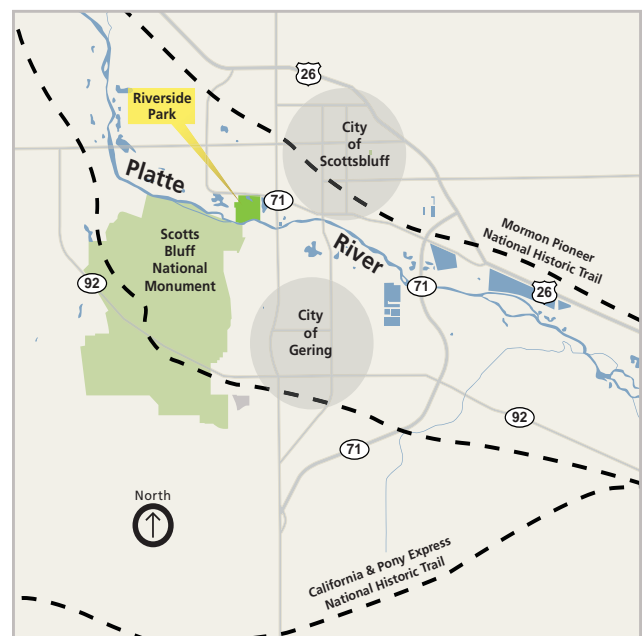 26
Riverside
Park
City
of
Scottsbluff
Platte
71
Scotts
Bluff
National
Monument
River
Mormon Pioneer
National Historic Trail
92
71
26
City
of
Gering
92
71
North
California & Pony Express
National Historic Trail